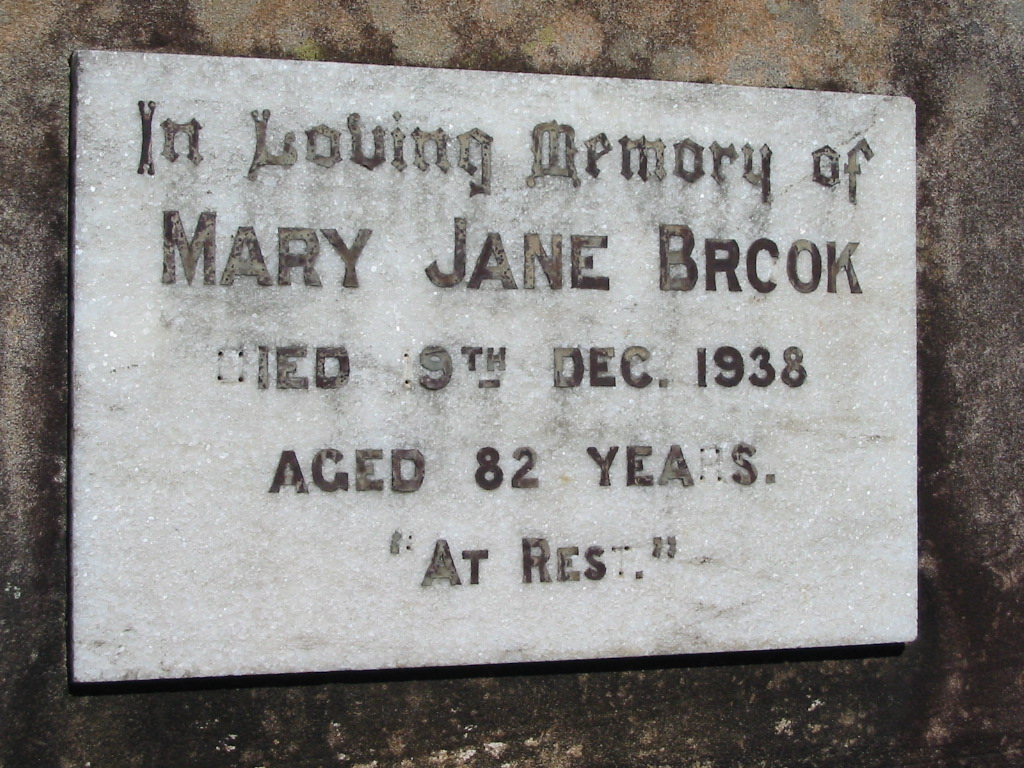 In Loving Memory of
MARY JANE BROOK
DIED 19TH DEC. 1938
AGED 82 YEARS.
"AT REST."